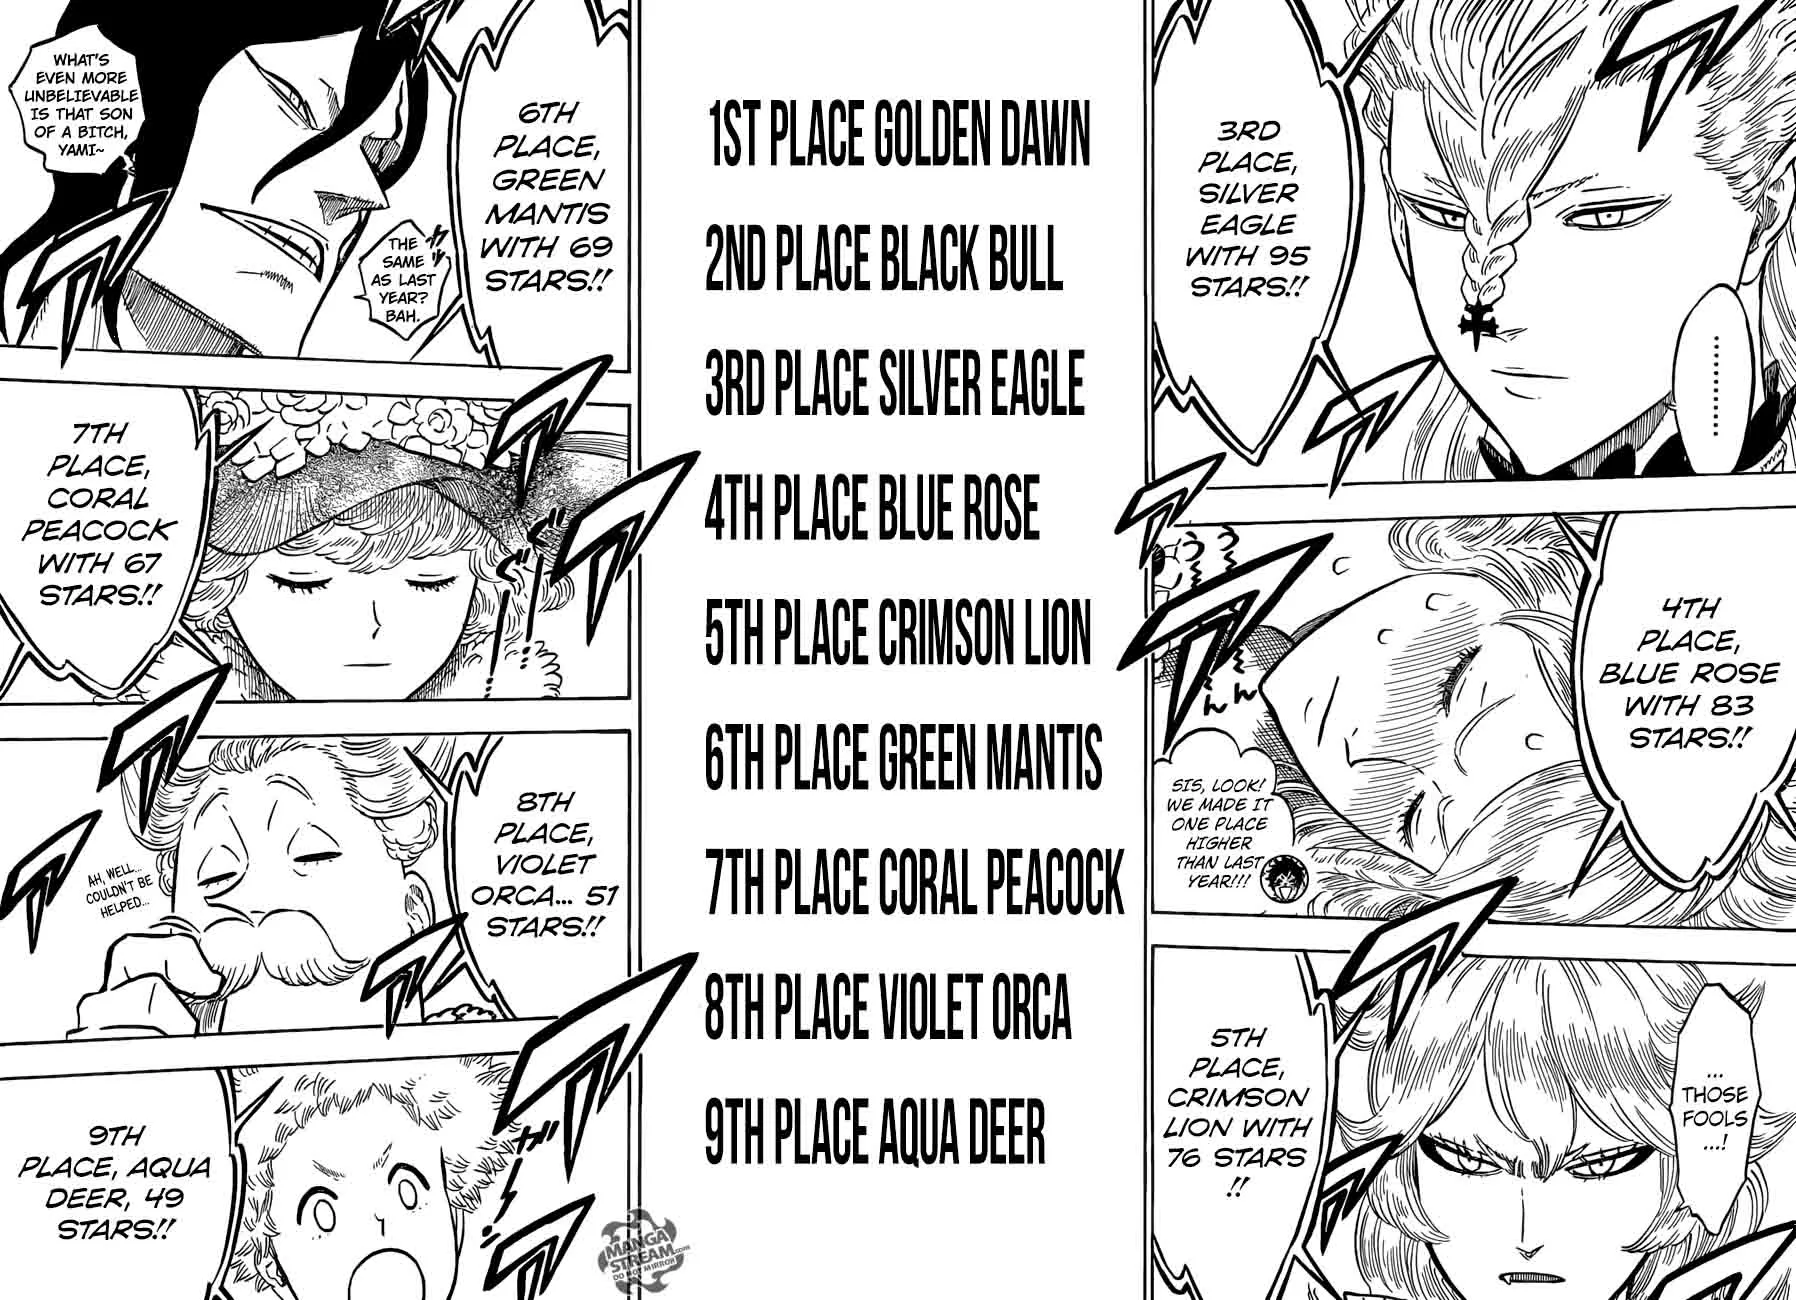 3RD
PLACE,
SILVER
EAGLE
WITH 95
STARS!!
..........
4TH
PLACE,
BLUE ROSE
WITH 83
STARS!!
SIS, LOOK!
WE MADE IT
ONE PLACE
HIGHER
THAN LAST
YEAR!!!
5TH
PLACE,
CRIMSON
LION WITH
76 STARS
!!
...
THOSE
FOOLS
...!
1ST PLACE GOLDEN DAWN
2ND PLACE BLACK BULL
3RD PLACE SILVER EAGLE
4TH PLACE BLUE ROSE
5TH PLACE CRIMSON LION
6TH PLACE GREEN MANTIS
7TH PLACE CORAL PEACOCK
8TH PLACE VIOLET ORCA
9TH PLACE AQUA DEER
6TH
PLACE,
GREEN
MANTIS
WITH 69
STARS!!
THE
SAME
AS LAST
YEAR?
BAH.
WHAT'S
EVEN MORE
UNBELIEVABLE
IS THAT SON
OF A BITCH,
YAMI~
7TH
PLACE,
CORAL
PEACOCK
WITH 67
STARS!!
8TH
PLACE,
VIOLET
ORCA... 51
STARS!!
AH, WELL...
COULDN'T BE
HELPED...
9TH
PLACE, AQUA
DEER, 49
STARS!!
MANGA
STREAM.com
DO NOT MIRROR